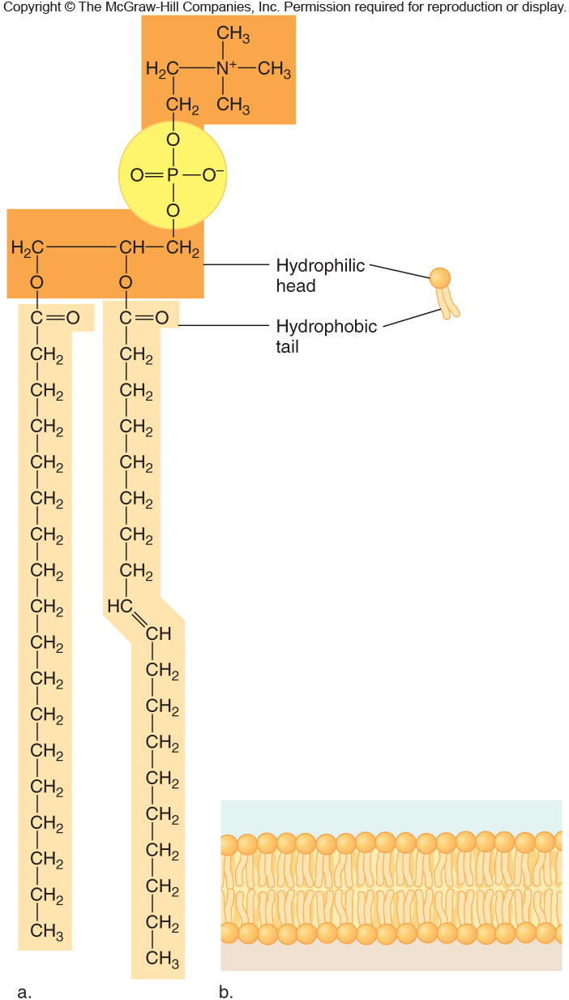 Copyright © The McGraw-Hill Companies, Inc. Permission required for reproduction or display.
CH₃
H₂C—N⁺—CH₃
CH₂ CH₃
O
O=P—O⁻
O
H₂C—CH—CH₂
Hydrophilic
head
O O
C=O C=O
Hydrophobic
tail
CH₂ CH₂
CH₂ CH₂
CH₂ CH₂
CH₂ CH₂
CH₂ CH₂
CH₂ CH₂
CH₂ CH₂
CH₂ HC
CH
CH₂
CH₂ CH₂
CH₂ CH₂
CH₂ CH₂
CH₂ CH₂
CH₂ CH₂
CH₂ CH₂
CH₂ CH₂
CH₂ CH₂
CH₃
CH₃
a. b.